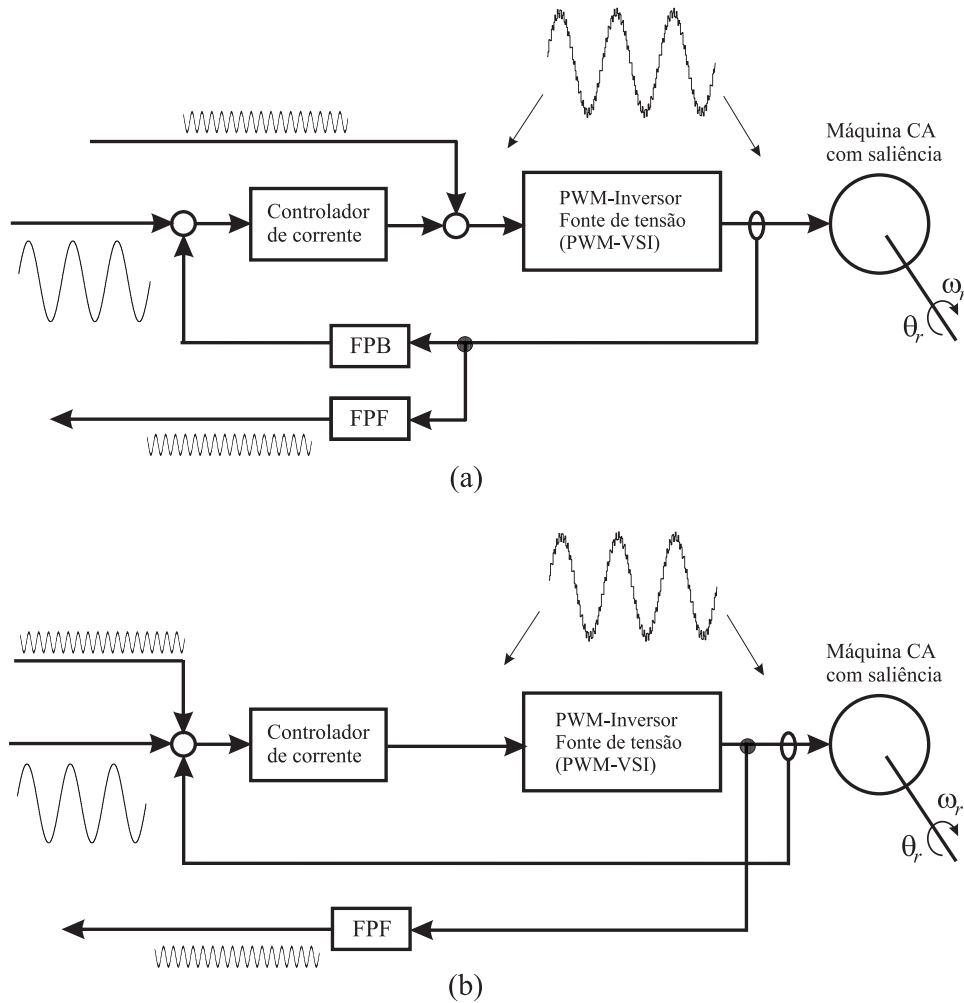 Máquina CA
com saliência
Controlador
de corrente
PWM-Inversor
Fonte de tensão
(PWM-VSI)
ωr
θr
FPB
FPF
(a)
Máquina CA
com saliência
Controlador
de corrente
PWM-Inversor
Fonte de tensão
(PWM-VSI)
ωr
θr
FPF
(b)